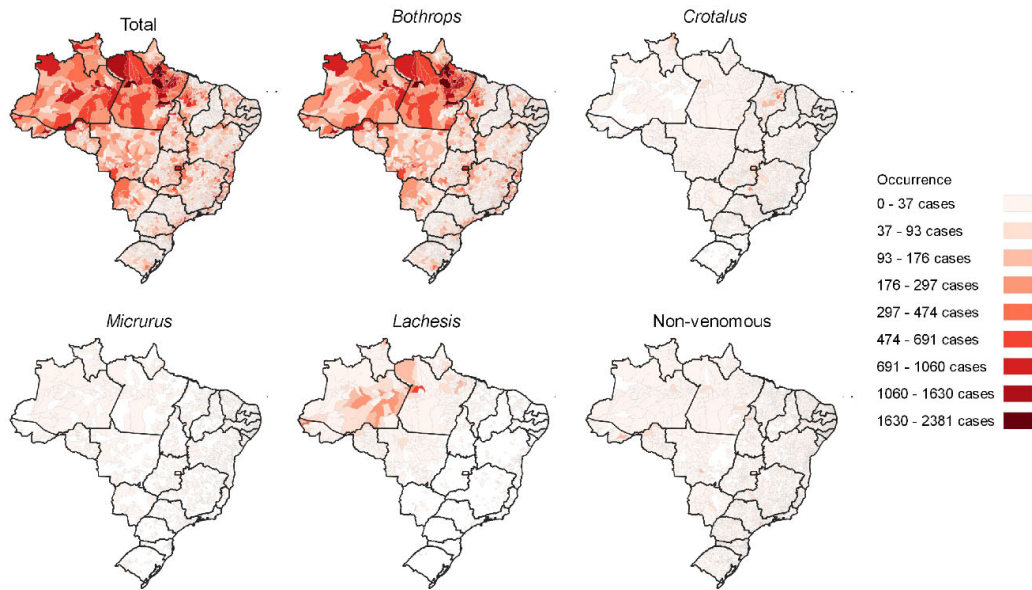 Total
Bothrops
Crotalus
Occurrence
0 - 37 cases
37 - 93 cases
93 - 176 cases
176 - 297 cases
297 - 474 cases
474 - 691 cases
691 - 1060 cases
1060 - 1630 cases
1630 - 2381 cases
Micrurus
Lachesis
Non-venomous